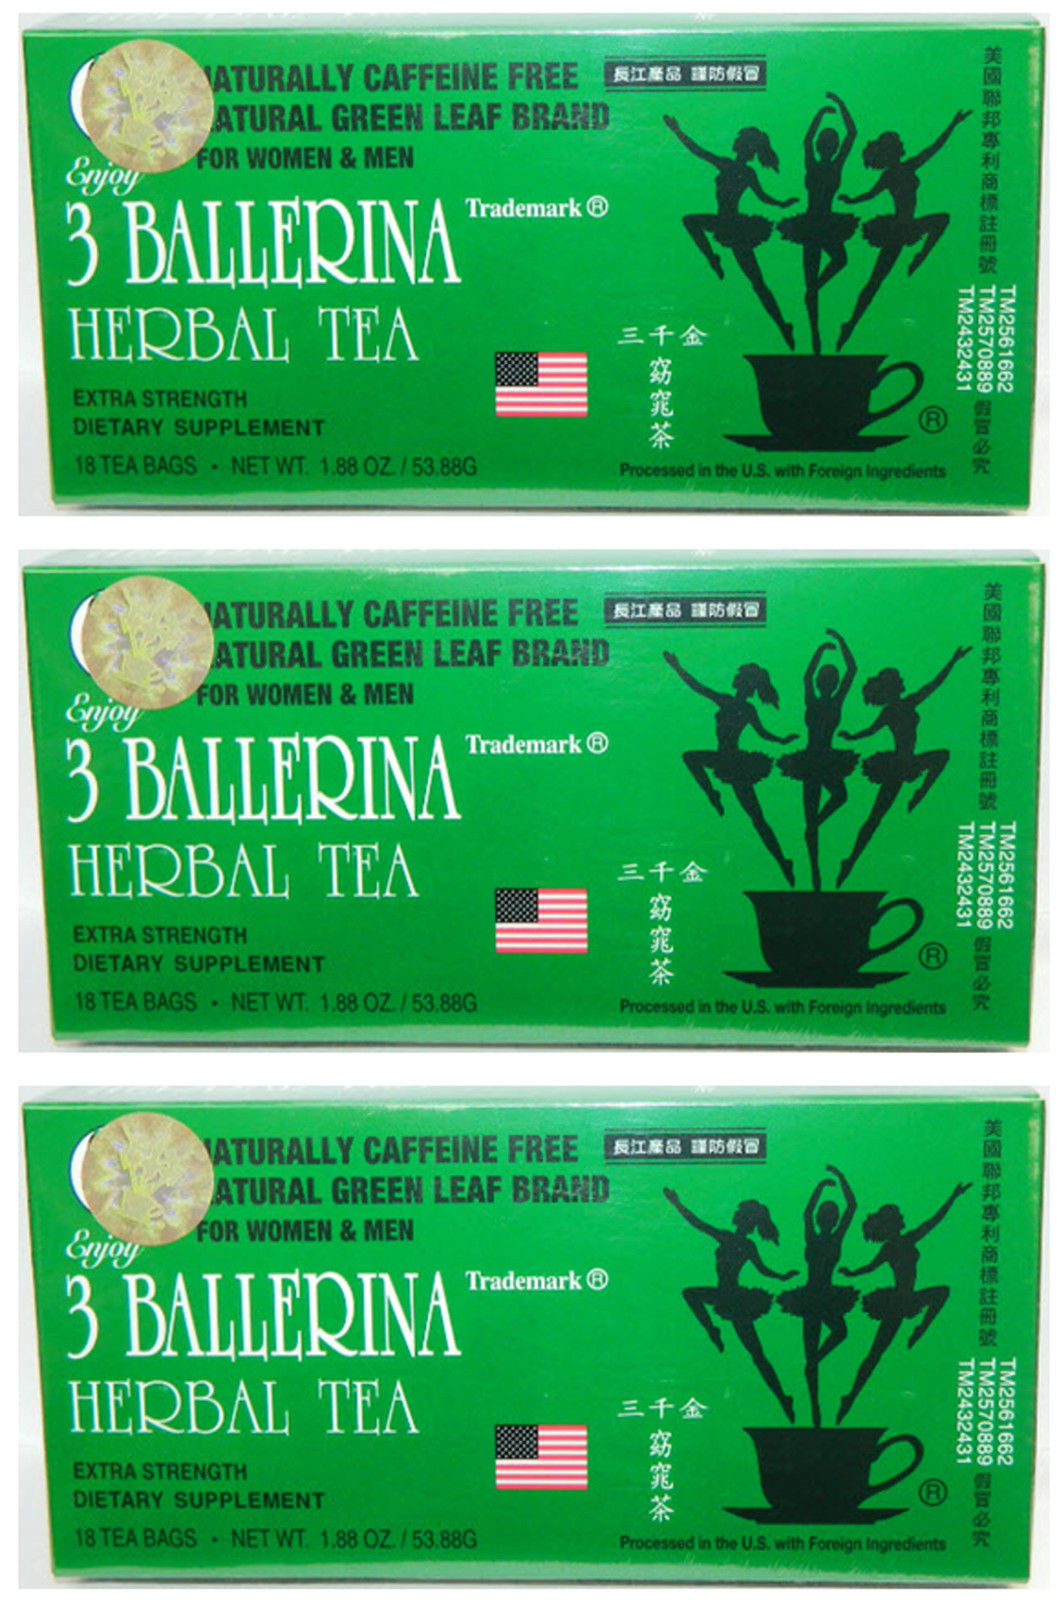 NATURALLY CAFFEINE FREE
NATURAL GREEN LEAF BRAND
FOR WOMEN & MEN
Enjoy
3 BALLERINA Trademark ®
HERBAL TEA
EXTRA STRENGTH
DIETARY SUPPLEMENT
18 TEA BAGS • NET WT. 1.88 OZ. / 53.88G
長江產品 謹防假冒
三千金
窈窕茶
®
Processed in the U.S. with Foreign Ingredients
美國聯邦專利商標註冊號
TM2561662
TM2570889
TM2432431
假冒必究
NATURALLY CAFFEINE FREE
NATURAL GREEN LEAF BRAND
FOR WOMEN & MEN
Enjoy
3 BALLERINA Trademark ®
HERBAL TEA
EXTRA STRENGTH
DIETARY SUPPLEMENT
18 TEA BAGS • NET WT. 1.88 OZ. / 53.88G
長江產品 謹防假冒
三千金
窈窕茶
®
Processed in the U.S. with Foreign Ingredients
美國聯邦專利商標註冊號
TM2561662
TM2570889
TM2432431
假冒必究
NATURALLY CAFFEINE FREE
NATURAL GREEN LEAF BRAND
FOR WOMEN & MEN
Enjoy
3 BALLERINA Trademark ®
HERBAL TEA
EXTRA STRENGTH
DIETARY SUPPLEMENT
18 TEA BAGS • NET WT. 1.88 OZ. / 53.88G
長江產品 謹防假冒
三千金
窈窕茶
®
Processed in the U.S. with Foreign Ingredients
美國聯邦專利商標註冊號
TM2561662
TM2570889
TM2432431
假冒必究